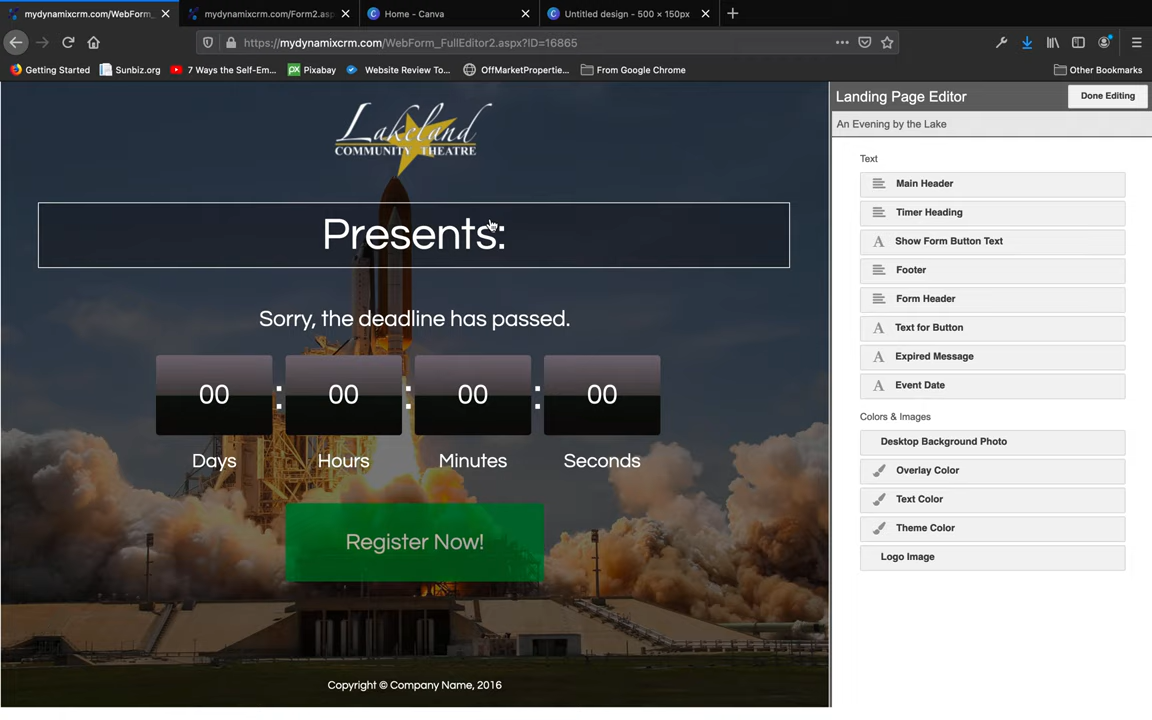 mydynamixcrm.com/WebForm_
mydynamixcrm.com/Form2.asp
Home - Canva
Untitled design - 500 × 150px
https://mydynamixcrm.com/WebForm_FullEditor2.aspx?ID=16865
Getting Started
Sunbiz.org
7 Ways the Self-Em...
Pixabay
Website Review To...
OffMarketPropertie...
From Google Chrome
Other Bookmarks
Lakeland
COMMUNITY THEATRE
Presents:
Sorry, the deadline has passed.
00 : 00 : 00 : 00
Days Hours Minutes Seconds
Register Now!
Copyright © Company Name, 2016
Landing Page Editor
Done Editing
An Evening by the Lake
Text
Main Header
Timer Heading
Show Form Button Text
Footer
Form Header
Text for Button
Expired Message
Event Date
Colors & Images
Desktop Background Photo
Overlay Color
Text Color
Theme Color
Logo Image